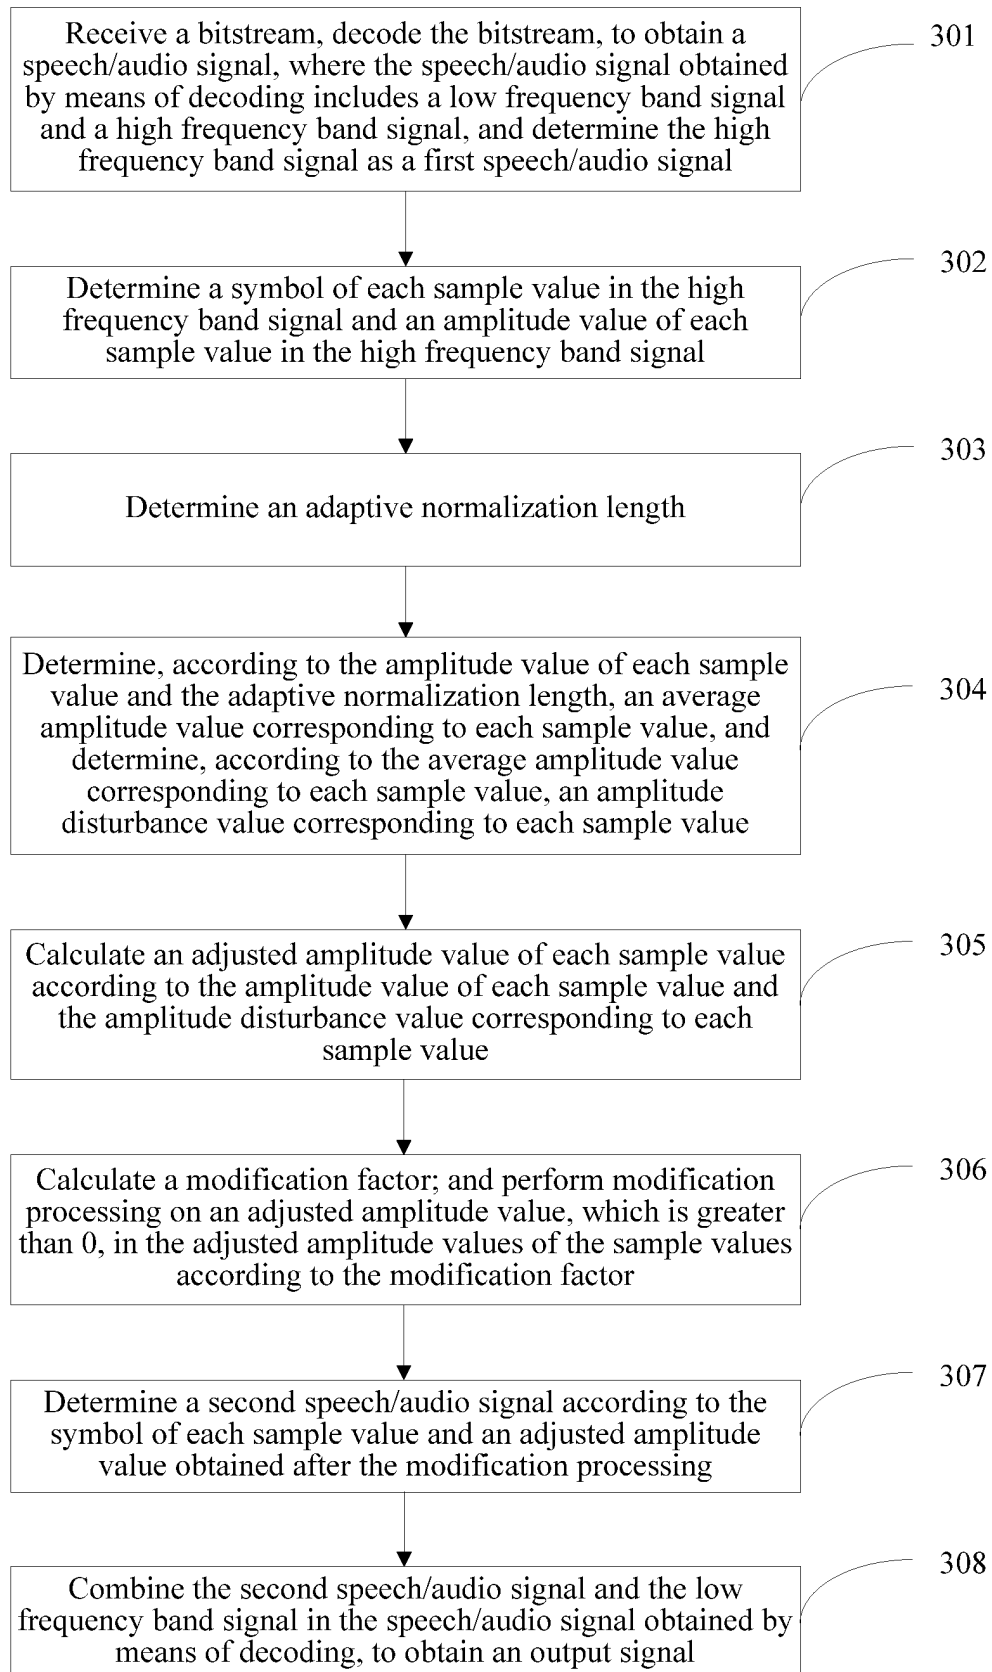 Receive a bitstream, decode the bitstream, to obtain a
speech/audio signal, where the speech/audio signal obtained
by means of decoding includes a low frequency band signal
and a high frequency band signal, and determine the high
frequency band signal as a first speech/audio signal
301
Determine a symbol of each sample value in the high
frequency band signal and an amplitude value of each
sample value in the high frequency band signal
302
Determine an adaptive normalization length
303
Determine, according to the amplitude value of each sample
value and the adaptive normalization length, an average
amplitude value corresponding to each sample value, and
determine, according to the average amplitude value
corresponding to each sample value, an amplitude
disturbance value corresponding to each sample value
304
Calculate an adjusted amplitude value of each sample value
according to the amplitude value of each sample value and
the amplitude disturbance value corresponding to each
sample value
305
Calculate a modification factor; and perform modification
processing on an adjusted amplitude value, which is greater
than 0, in the adjusted amplitude values of the sample values
according to the modification factor
306
Determine a second speech/audio signal according to the
symbol of each sample value and an adjusted amplitude
value obtained after the modification processing
307
Combine the second speech/audio signal and the low
frequency band signal in the speech/audio signal obtained by
means of decoding, to obtain an output signal
308